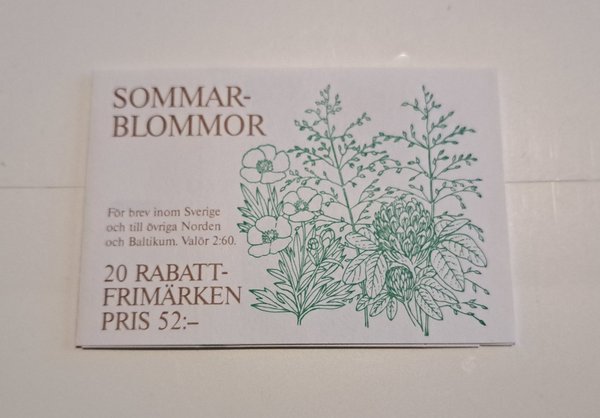 SOMMAR-
BLOMMOR
För brev inom Sverige
och till övriga Norden
och Baltikum. Valör 2:60.
20 RABATT-
FRIMÄRKEN
PRIS 52:–